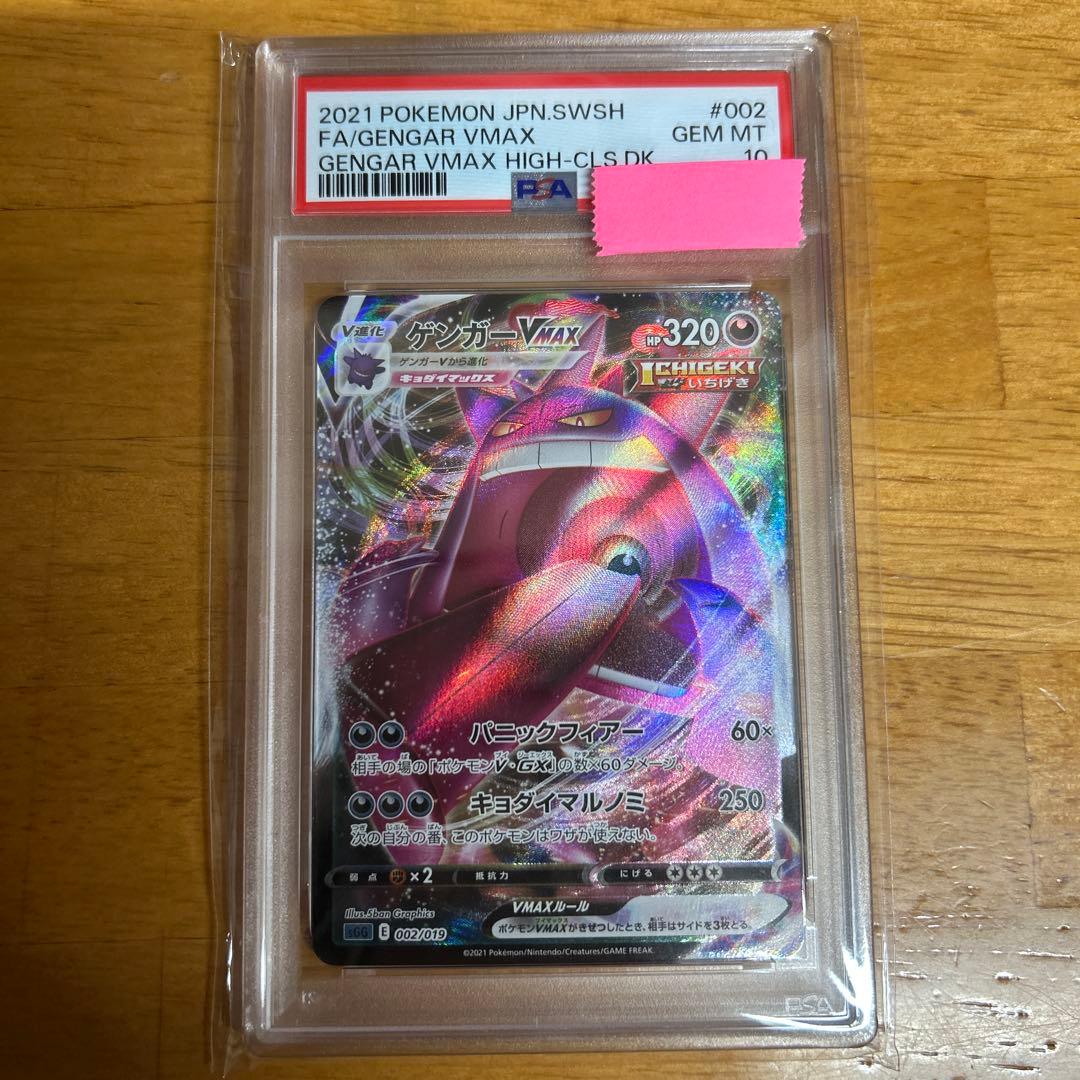 2021 POKEMON JPN.SWSH #002
FA/GENGAR VMAX GEM MT
GENGAR VMAX HIGH-CLS.DK 10
PSA
V進化
ゲンガーVMAX HP320
ゲンガーVから進化
キョダイマックス
ICHIGEKI
いちげき
パニックフィアー 60×
相手の場の「ポケモンV・GX」の数×60ダメージ。
キョダイマルノミ 250
次の自分の番、このポケモンはワザが使えない。
弱点 ×2 抵抗力 にげる
VMAXルール
ポケモンVMAXがきぜつしたとき、相手はサイドを3枚とる。
Illus.5ban Graphics
sGG E 002/019
©2021 Pokémon/Nintendo/Creatures/GAME FREAK.
PSA